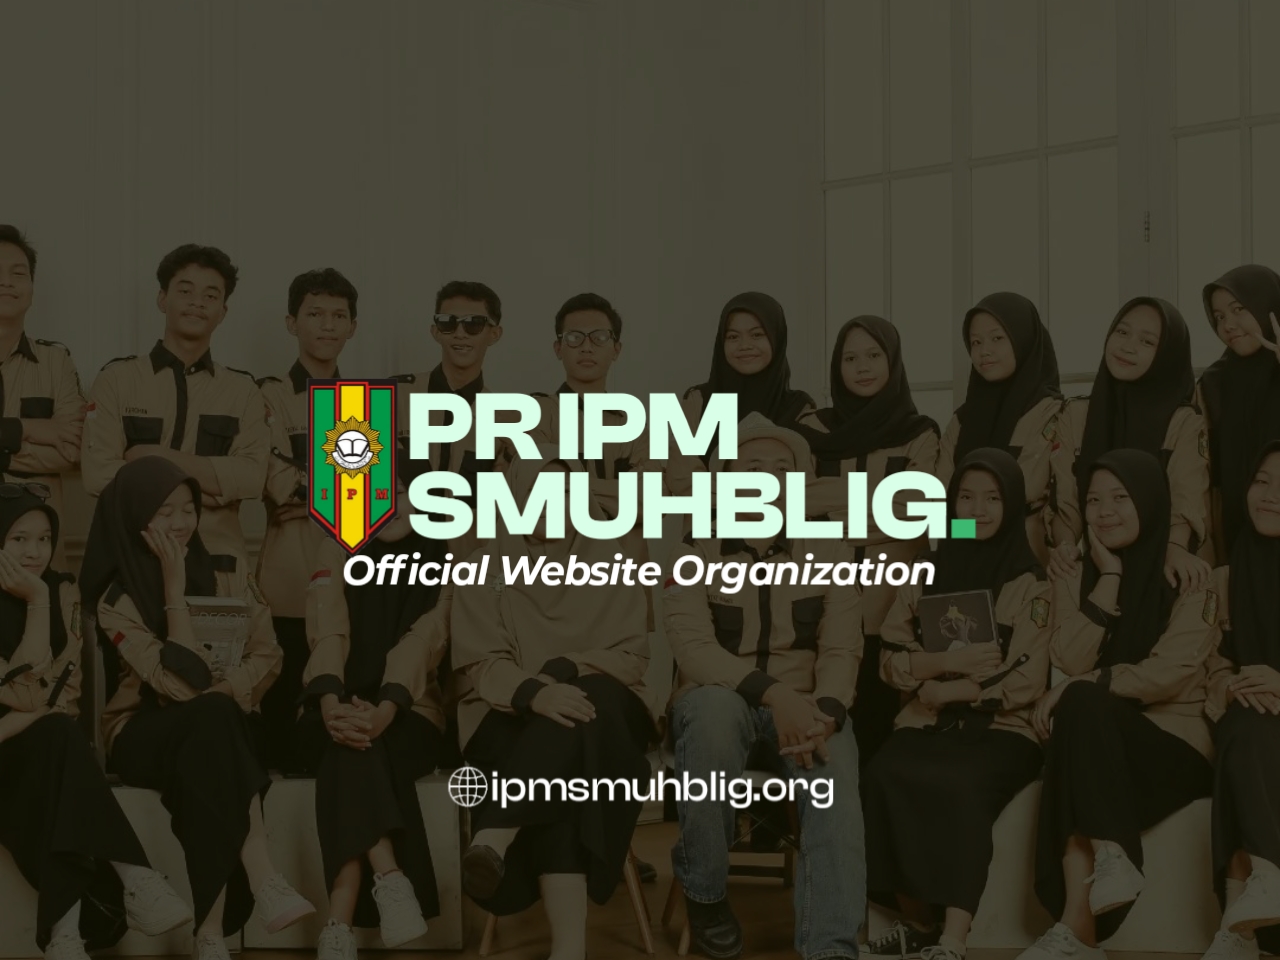 PR IPM
SMUHBLIG.
I P M
Official Website Organization
ipmsmuhblig.org